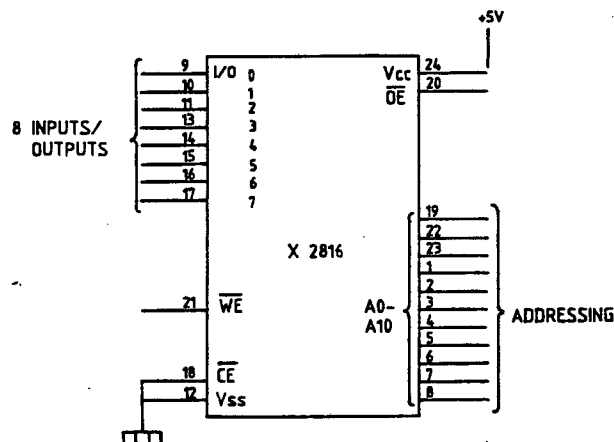 +5V
9 I/O 0
10 1
11 2
13 3
14 4
15 5
16 6
17 7
8 INPUTS/
OUTPUTS
Vcc 24
OE 20
X 2816
19
22
23
1
2
3
4
5
6
7
8
A0-
A10
ADDRESSING
21 WE
18 CE
12 Vss